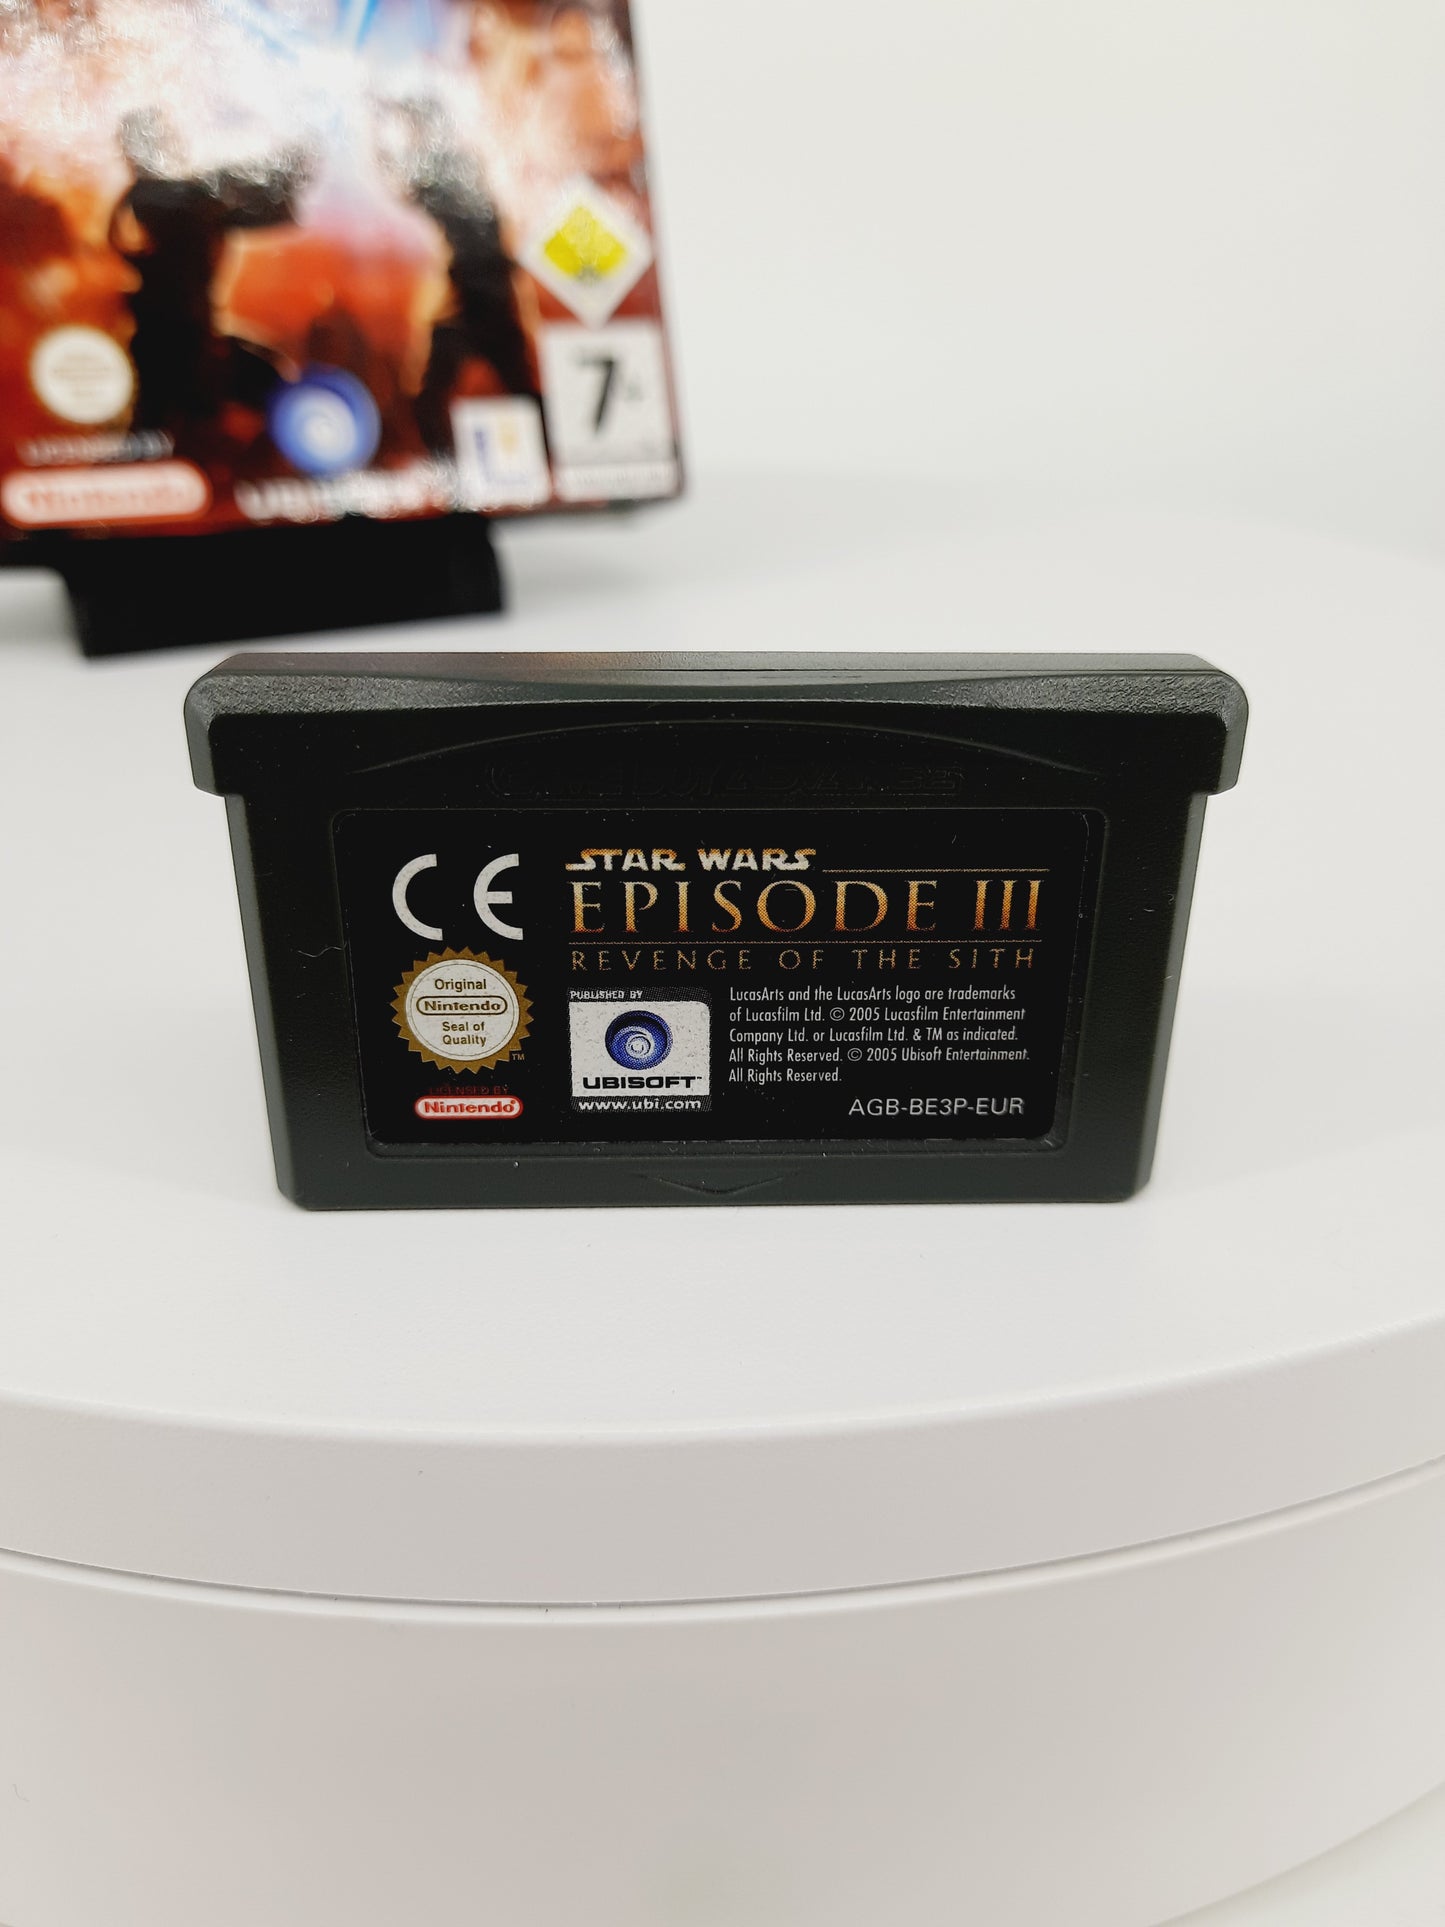 7
Nintendo
GAME BOY ADVANCE
CE
STAR WARS
EPISODE III
REVENGE OF THE SITH
Original
Nintendo
Seal of
Quality
TM
LICENSED BY
Nintendo
PUBLISHED BY
UBISOFT
www.ubi.com
LucasArts and the LucasArts logo are trademarks
of Lucasfilm Ltd. © 2005 Lucasfilm Entertainment
Company Ltd. or Lucasfilm Ltd. & TM as indicated.
All Rights Reserved. © 2005 Ubisoft Entertainment.
All Rights Reserved.
AGB-BE3P-EUR